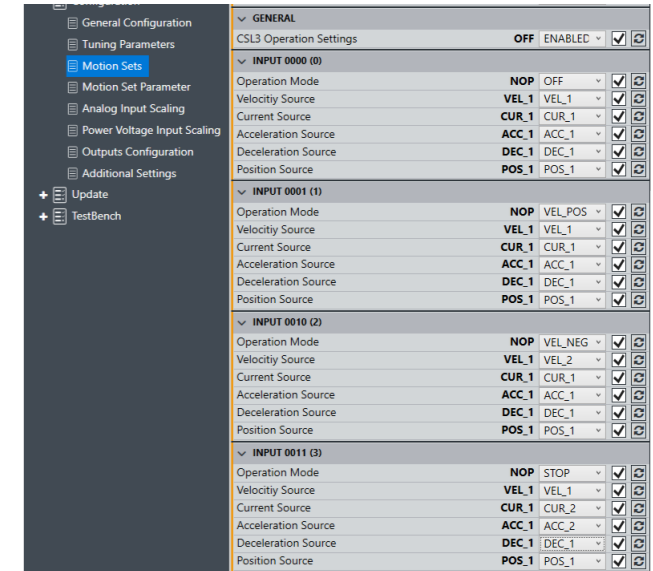 Configuration
General Configuration
Tuning Parameters
Motion Sets
Motion Set Parameter
Analog Input Scaling
Power Voltage Input Scaling
Outputs Configuration
Additional Settings
Update
TestBench
GENERAL
CSL3 Operation Settings OFF ENABLED
INPUT 0000 (0)
Operation Mode NOP OFF
Velocitiy Source VEL_1 VEL_1
Current Source CUR_1 CUR_1
Acceleration Source ACC_1 ACC_1
Deceleration Source DEC_1 DEC_1
Position Source POS_1 POS_1
INPUT 0001 (1)
Operation Mode NOP VEL_POS
Velocitiy Source VEL_1 VEL_1
Current Source CUR_1 CUR_1
Acceleration Source ACC_1 ACC_1
Deceleration Source DEC_1 DEC_1
Position Source POS_1 POS_1
INPUT 0010 (2)
Operation Mode NOP VEL_NEG
Velocitiy Source VEL_1 VEL_2
Current Source CUR_1 CUR_1
Acceleration Source ACC_1 ACC_1
Deceleration Source DEC_1 DEC_1
Position Source POS_1 POS_1
INPUT 0011 (3)
Operation Mode NOP STOP
Velocitiy Source VEL_1 VEL_1
Current Source CUR_1 CUR_2
Acceleration Source ACC_1 ACC_2
Deceleration Source DEC_1 DEC_1
Position Source POS_1 POS_1